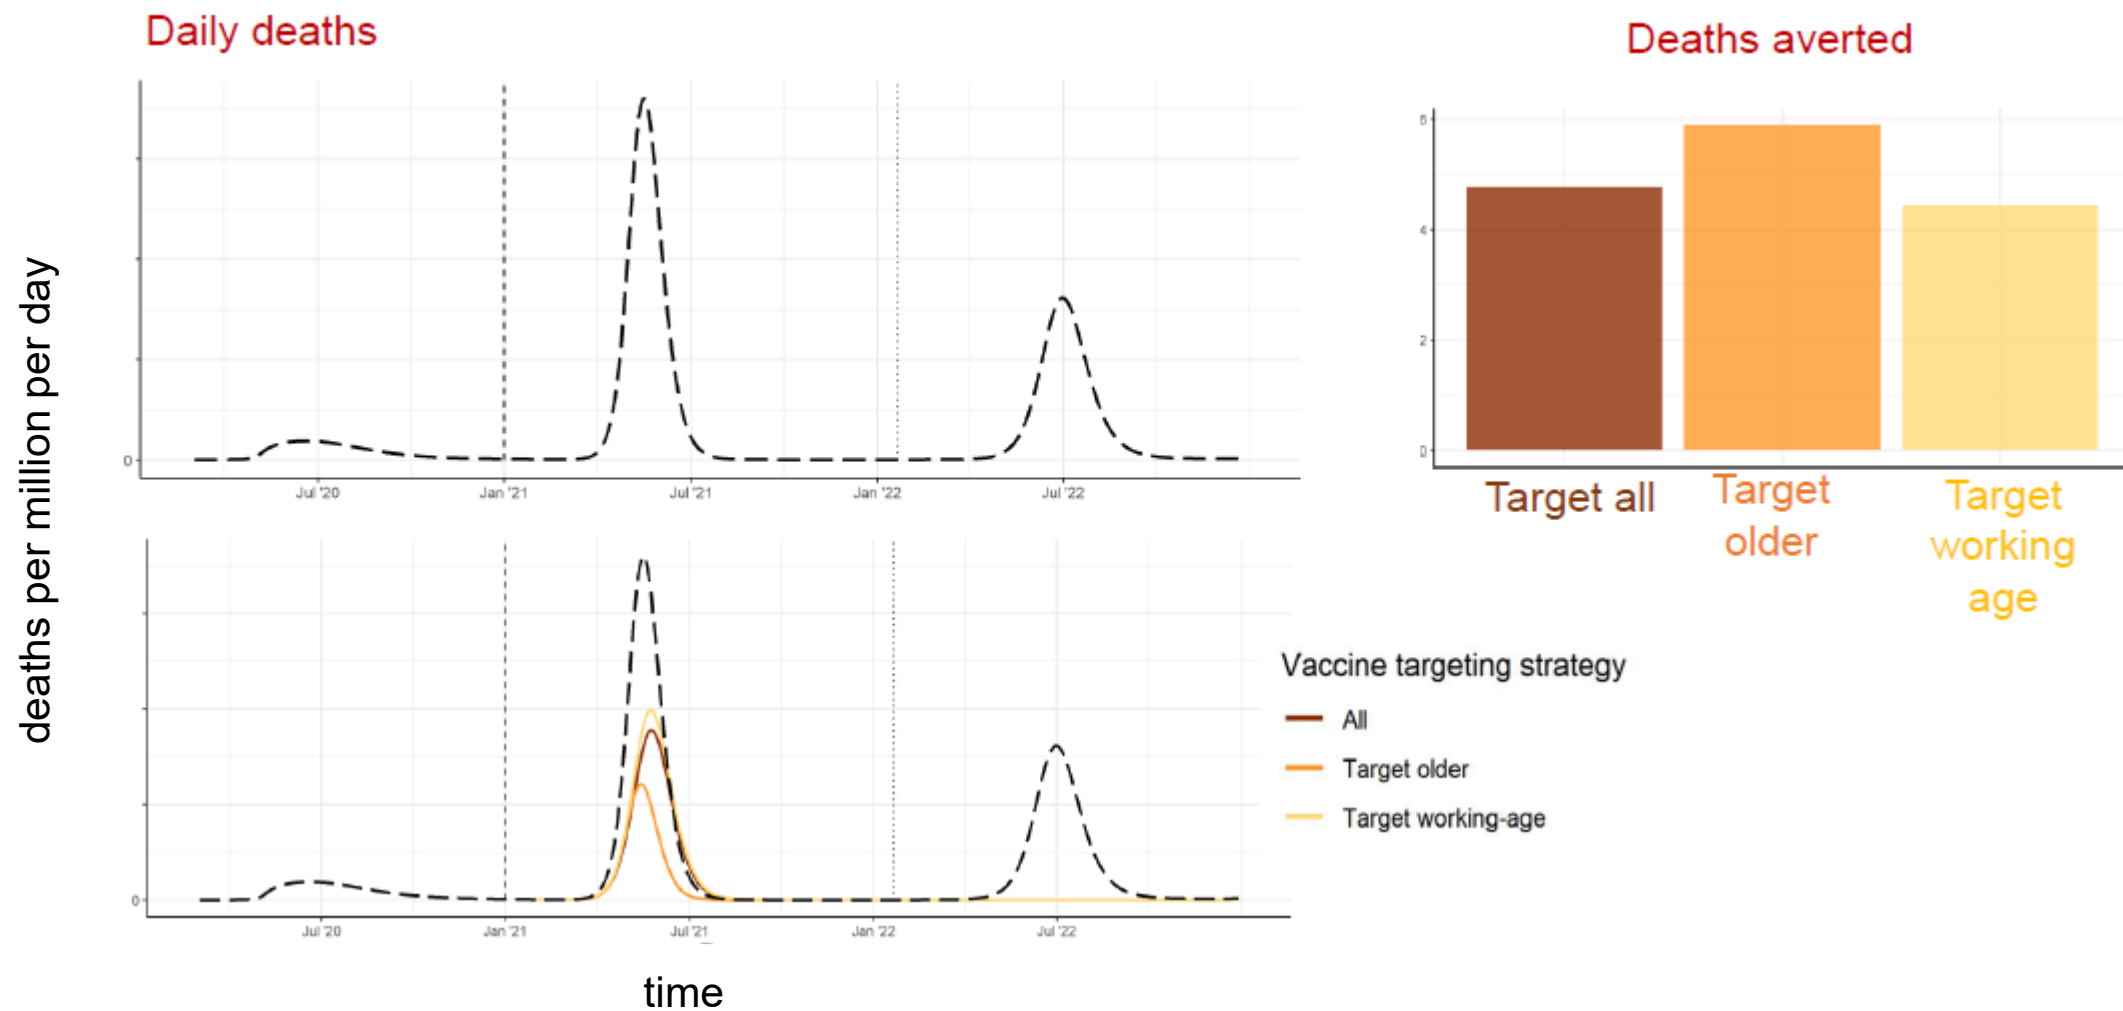 Daily deaths
Deaths averted
deaths per million per day
0
Jul '20
Jan '21
Jul '21
Jan '22
Jul '22
6
4
2
0
Target all
Target
older
Target
working
age
0
Jul '20
Jan '21
Jul '21
Jan '22
Jul '22
time
Vaccine targeting strategy
All
Target older
Target working-age